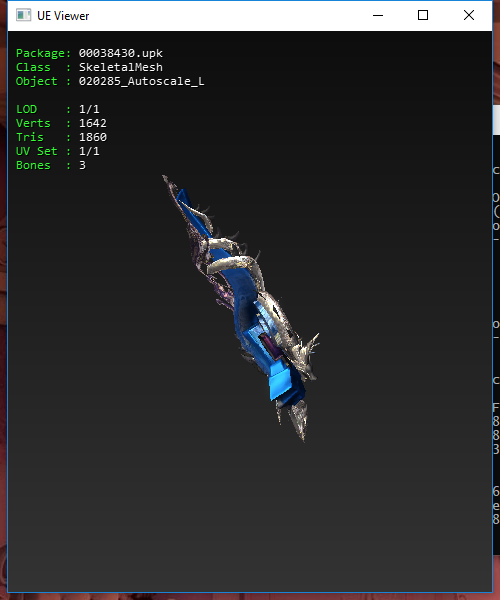 UE Viewer
Package: 00038430.upk
Class : SkeletalMesh
Object : 020285_Autoscale_L
LOD : 1/1
Verts : 1642
Tris : 1860
UV Set : 1/1
Bones : 3